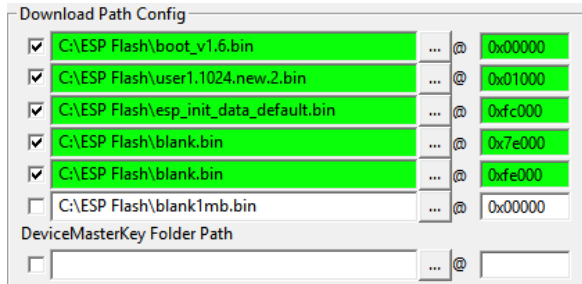 Download Path Config
C:\ESP Flash\boot_v1.6.bin ... @ 0x00000
C:\ESP Flash\user1.1024.new.2.bin ... @ 0x01000
C:\ESP Flash\esp_init_data_default.bin ... @ 0xfc000
C:\ESP Flash\blank.bin ... @ 0x7e000
C:\ESP Flash\blank.bin ... @ 0xfe000
C:\ESP Flash\blank1mb.bin ... @ 0x00000
DeviceMasterKey Folder Path
... @